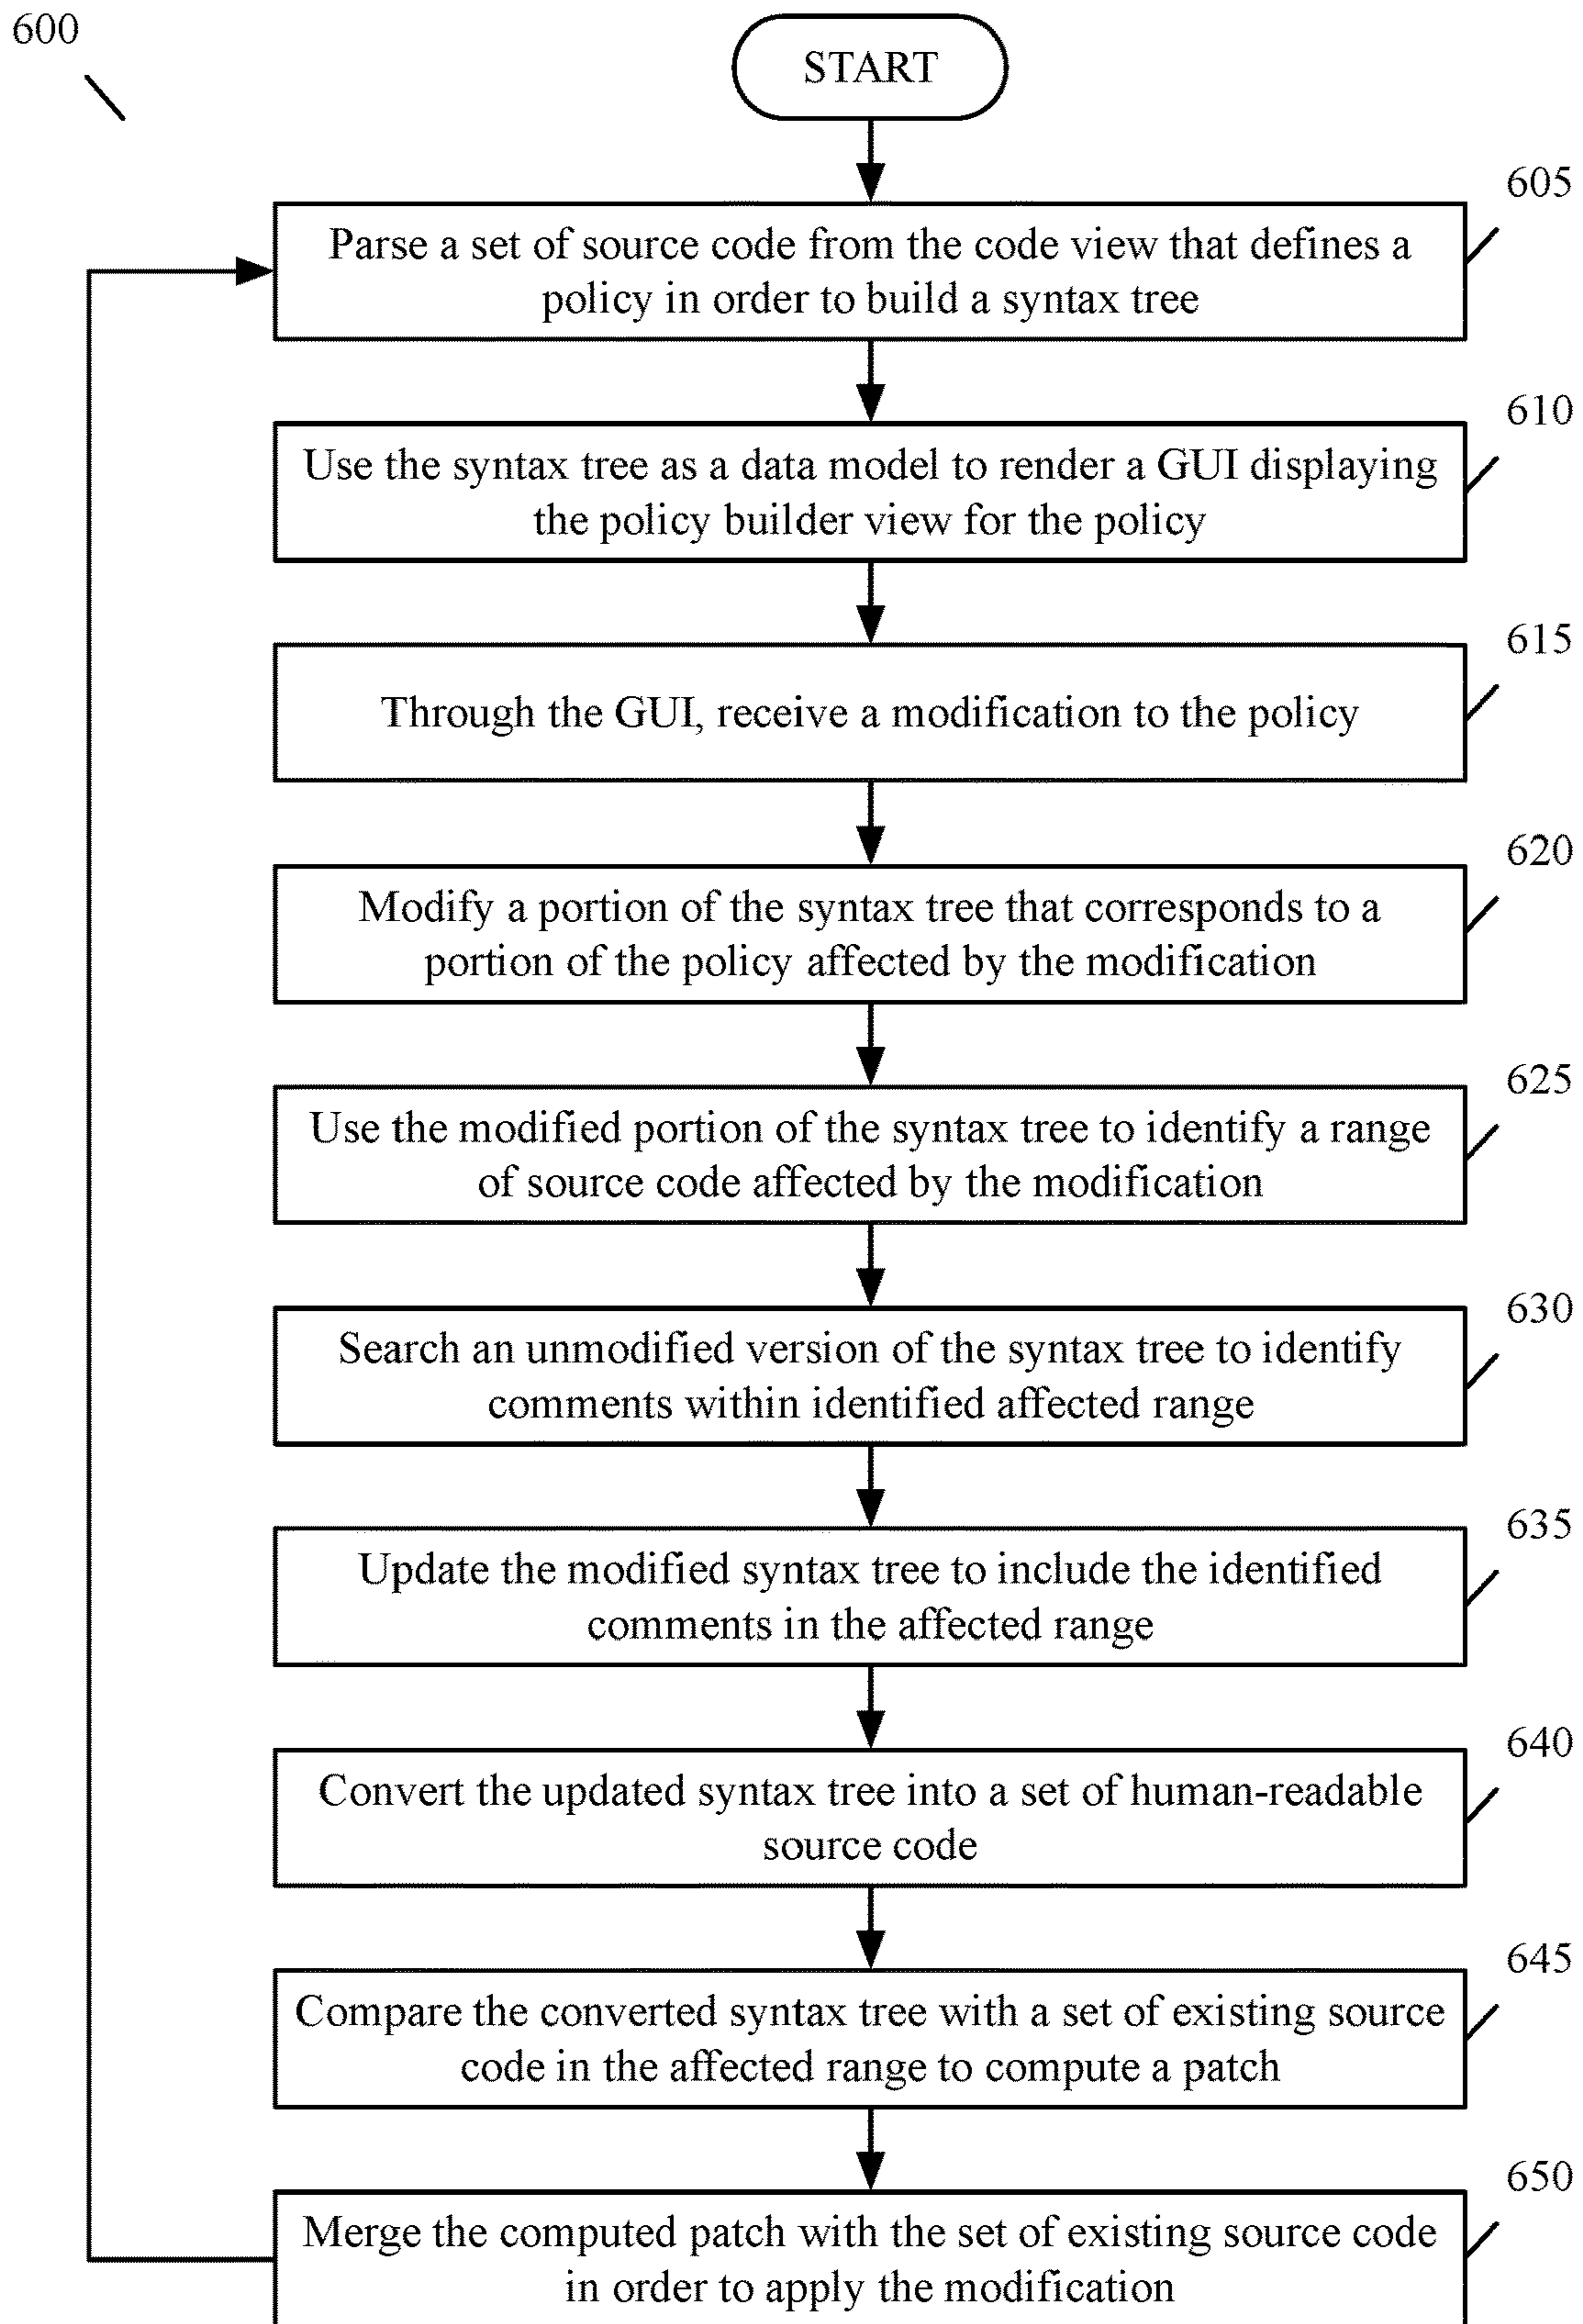 600
START
605
Parse a set of source code from the code view that defines a
policy in order to build a syntax tree
610
Use the syntax tree as a data model to render a GUI displaying
the policy builder view for the policy
615
Through the GUI, receive a modification to the policy
620
Modify a portion of the syntax tree that corresponds to a
portion of the policy affected by the modification
625
Use the modified portion of the syntax tree to identify a range
of source code affected by the modification
630
Search an unmodified version of the syntax tree to identify
comments within identified affected range
635
Update the modified syntax tree to include the identified
comments in the affected range
640
Convert the updated syntax tree into a set of human-readable
source code
645
Compare the converted syntax tree with a set of existing source
code in the affected range to compute a patch
650
Merge the computed patch with the set of existing source code
in order to apply the modification